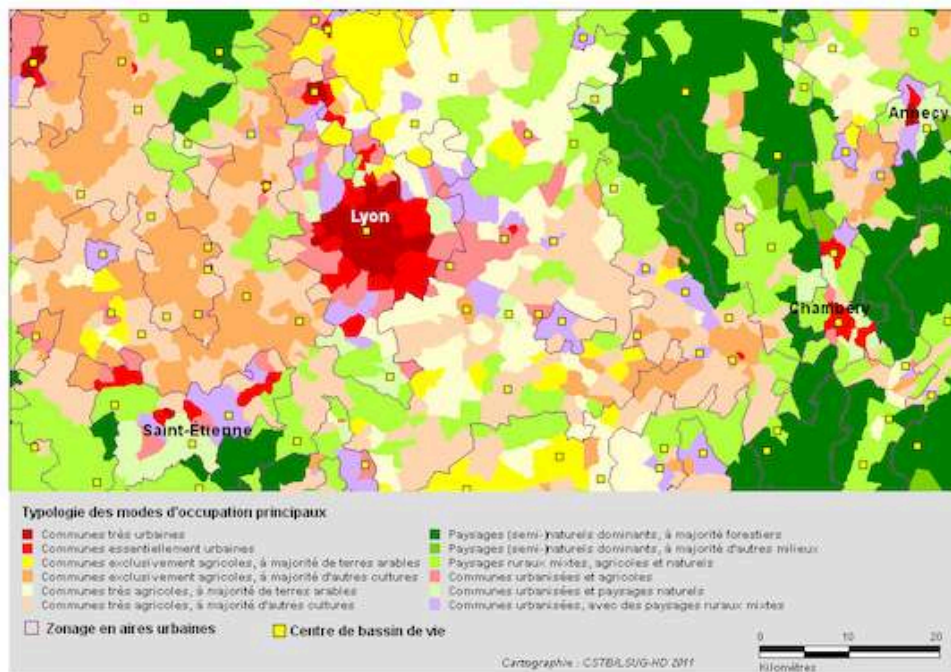 Annecy
Lyon
Chambéry
Saint-Étienne
Typologie des modes d'occupation principaux
Communes très urbaines
Communes essentiellement urbaines
Communes exclusivement agricoles, à majorité de terres arables
Communes exclusivement agricoles, à majorité d'autres cultures
Communes très agricoles, à majorité de terres arables
Communes très agricoles, à majorité d'autres cultures
Paysages (semi-)naturels dominants, à majorité forestiers
Paysages (semi-)naturels dominants, à majorité d'autres milieux
Paysages ruraux mixtes, agricoles et naturels
Communes urbanisées et agricoles
Communes urbanisées et paysages naturels
Communes urbanisées, avec des paysages ruraux mixtes
Zonage en aires urbaines
Centre de bassin de vie
0 10 20
Kilomètres
Cartographie : CSTB/LSUG-HD 2011